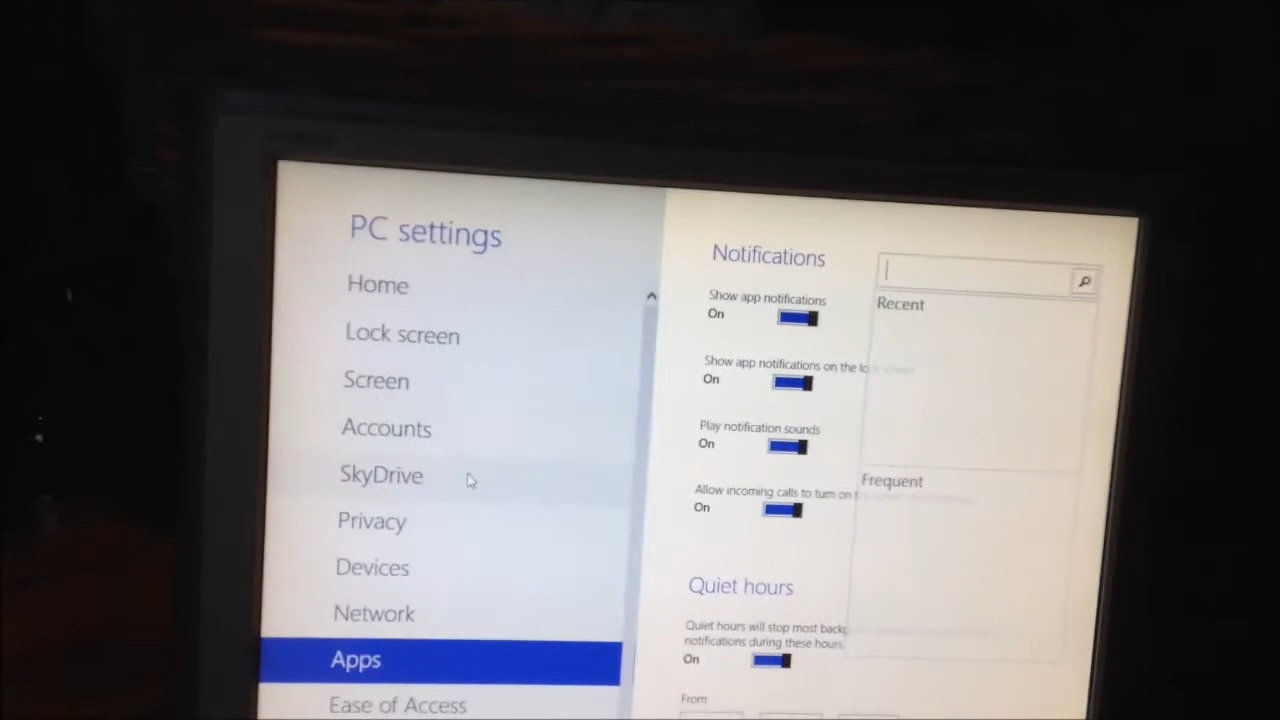 PC settings
Home
Lock screen
Screen
Accounts
SkyDrive
Privacy
Devices
Network
Apps
Ease of Access
Notifications
Show app notifications
On
Show app notifications on the
On
Play notification sounds
On
Allow incoming calls to turn on
On
Quiet hours
Quiet hours will stop most
notifications during these hours
On
From
Recent
Frequent